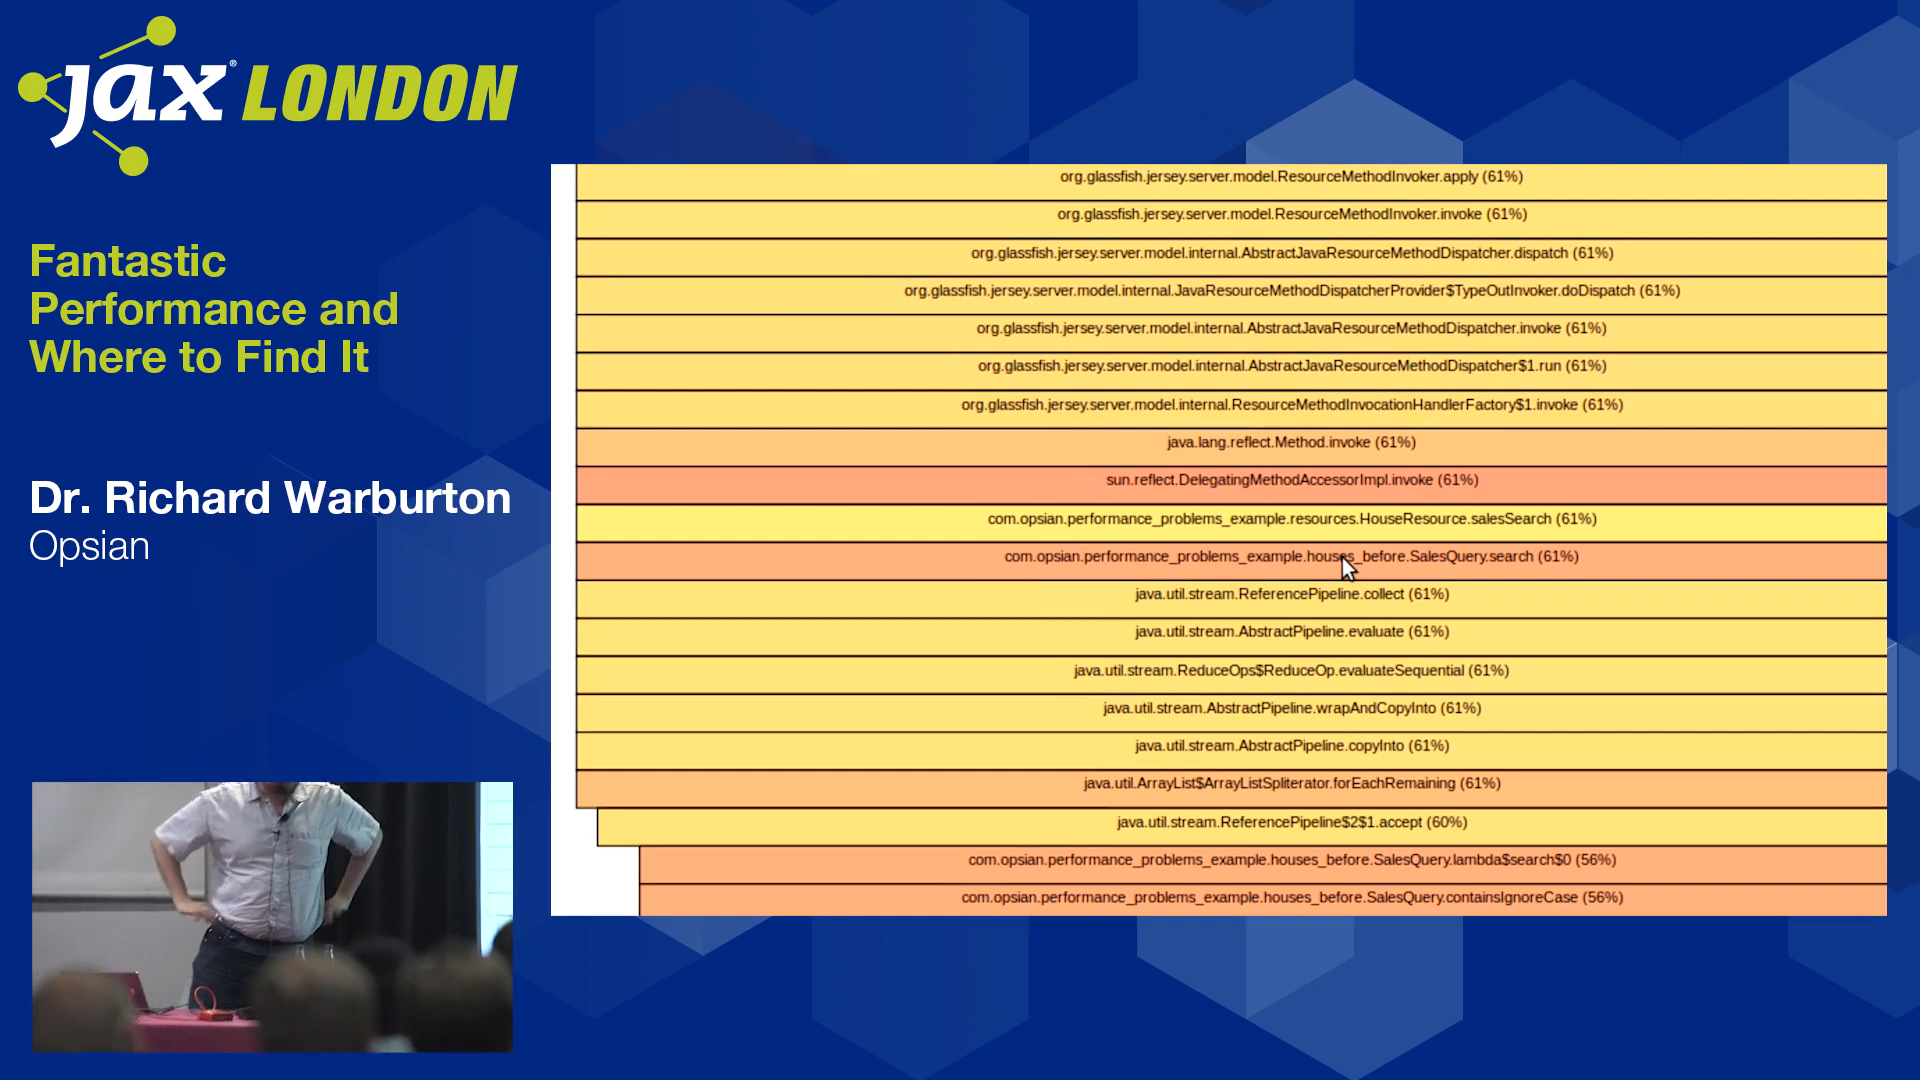 jax® LONDON
Fantastic
Performance and
Where to Find It
Dr. Richard Warburton
Opsian
org.glassfish.jersey.server.model.ResourceMethodInvoker.apply (61%)
org.glassfish.jersey.server.model.ResourceMethodInvoker.invoke (61%)
org.glassfish.jersey.server.model.internal.AbstractJavaResourceMethodDispatcher.dispatch (61%)
org.glassfish.jersey.server.model.internal.JavaResourceMethodDispatcherProvider$TypeOutInvoker.doDispatch (61%)
org.glassfish.jersey.server.model.internal.AbstractJavaResourceMethodDispatcher.invoke (61%)
org.glassfish.jersey.server.model.internal.AbstractJavaResourceMethodDispatcher$1.run (61%)
org.glassfish.jersey.server.model.internal.ResourceMethodInvocationHandlerFactory$1.invoke (61%)
java.lang.reflect.Method.invoke (61%)
sun.reflect.DelegatingMethodAccessorImpl.invoke (61%)
com.opsian.performance_problems_example.resources.HouseResource.salesSearch (61%)
com.opsian.performance_problems_example.houses_before.SalesQuery.search (61%)
java.util.stream.ReferencePipeline.collect (61%)
java.util.stream.AbstractPipeline.evaluate (61%)
java.util.stream.ReduceOps$ReduceOp.evaluateSequential (61%)
java.util.stream.AbstractPipeline.wrapAndCopyInto (61%)
java.util.stream.AbstractPipeline.copyInto (61%)
java.util.ArrayList$ArrayListSpliterator.forEachRemaining (61%)
java.util.stream.ReferencePipeline$2$1.accept (60%)
com.opsian.performance_problems_example.houses_before.SalesQuery.lambda$search$0 (56%)
com.opsian.performance_problems_example.houses_before.SalesQuery.containsIgnoreCase (56%)